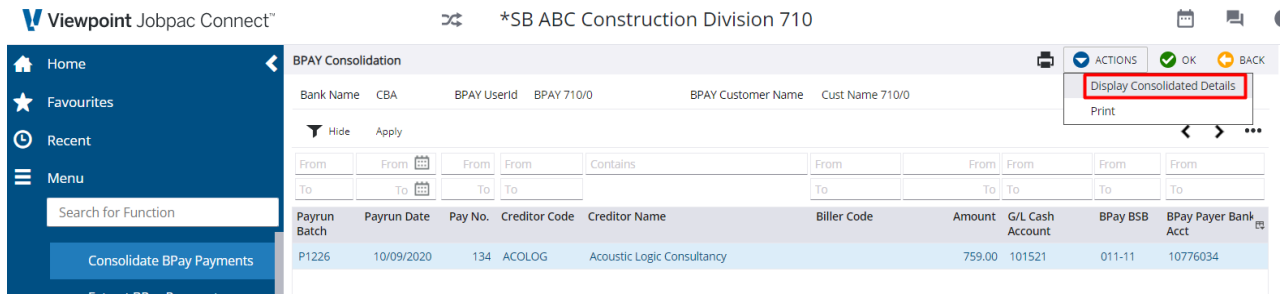 Viewpoint Jobpac Connect™ *SB ABC Construction Division 710
Home
Favourites
Recent
Menu
Search for Function
Consolidate BPay Payments
BPAY Consolidation ACTIONS OK BACK
Display Consolidated Details
Print
Bank Name CBA BPAY UserId BPAY 710/0 BPAY Customer Name Cust Name 710/0
Hide Apply
From From From From Contains From From From From From
To To To To To To To To To
Payrun Batch Payrun Date Pay No. Creditor Code Creditor Name Biller Code Amount G/L Cash Account BPay BSB BPay Payer Bank Acct
P1226 10/09/2020 134 ACOLOG Acoustic Logic Consultancy 759.00 101521 011-11 10776034